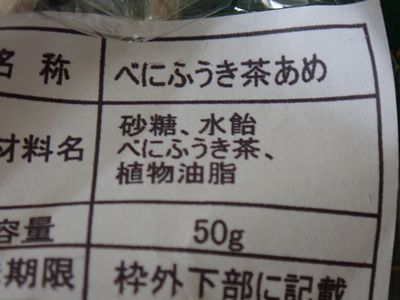 名称 べにふうき茶あめ
材料名 砂糖、水飴
べにふうき茶、
植物油脂
容量 50g
期限 枠外下部に記載